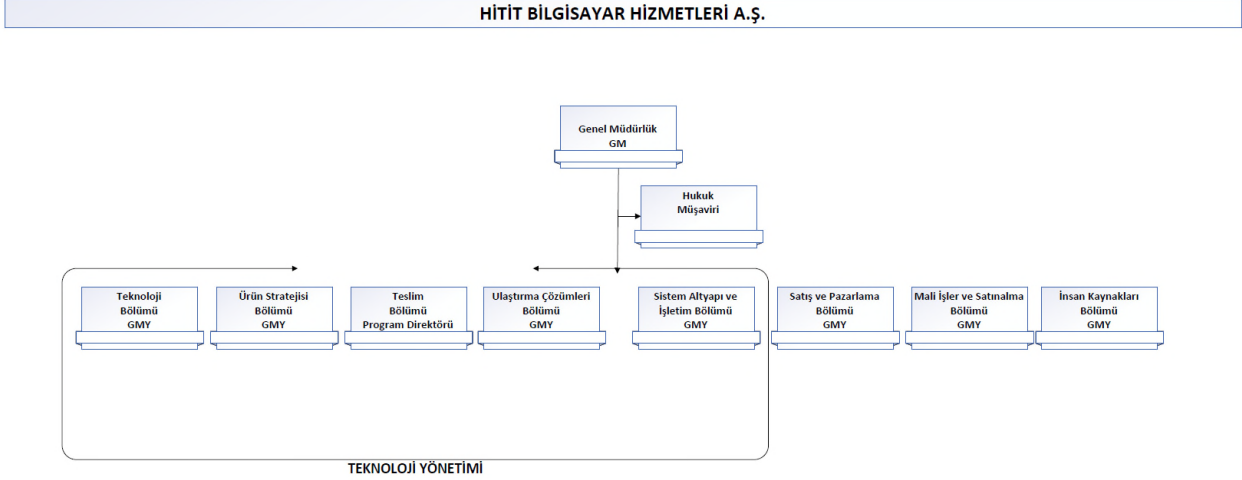 HİTİT BİLGİSAYAR HİZMETLERİ A.Ş.
Genel Müdürlük
GM
Hukuk
Müşaviri
Teknoloji
Bölümü
GMY
Ürün Stratejisi
Bölümü
GMY
Teslim
Bölümü
Program Direktörü
Ulaştırma Çözümleri
Bölümü
GMY
Sistem Altyapı ve
İşletim Bölümü
GMY
Satış ve Pazarlama
Bölümü
GMY
Mali İşler ve Satınalma
Bölümü
GMY
İnsan Kaynakları
Bölümü
GMY
TEKNOLOJİ YÖNETİMİ